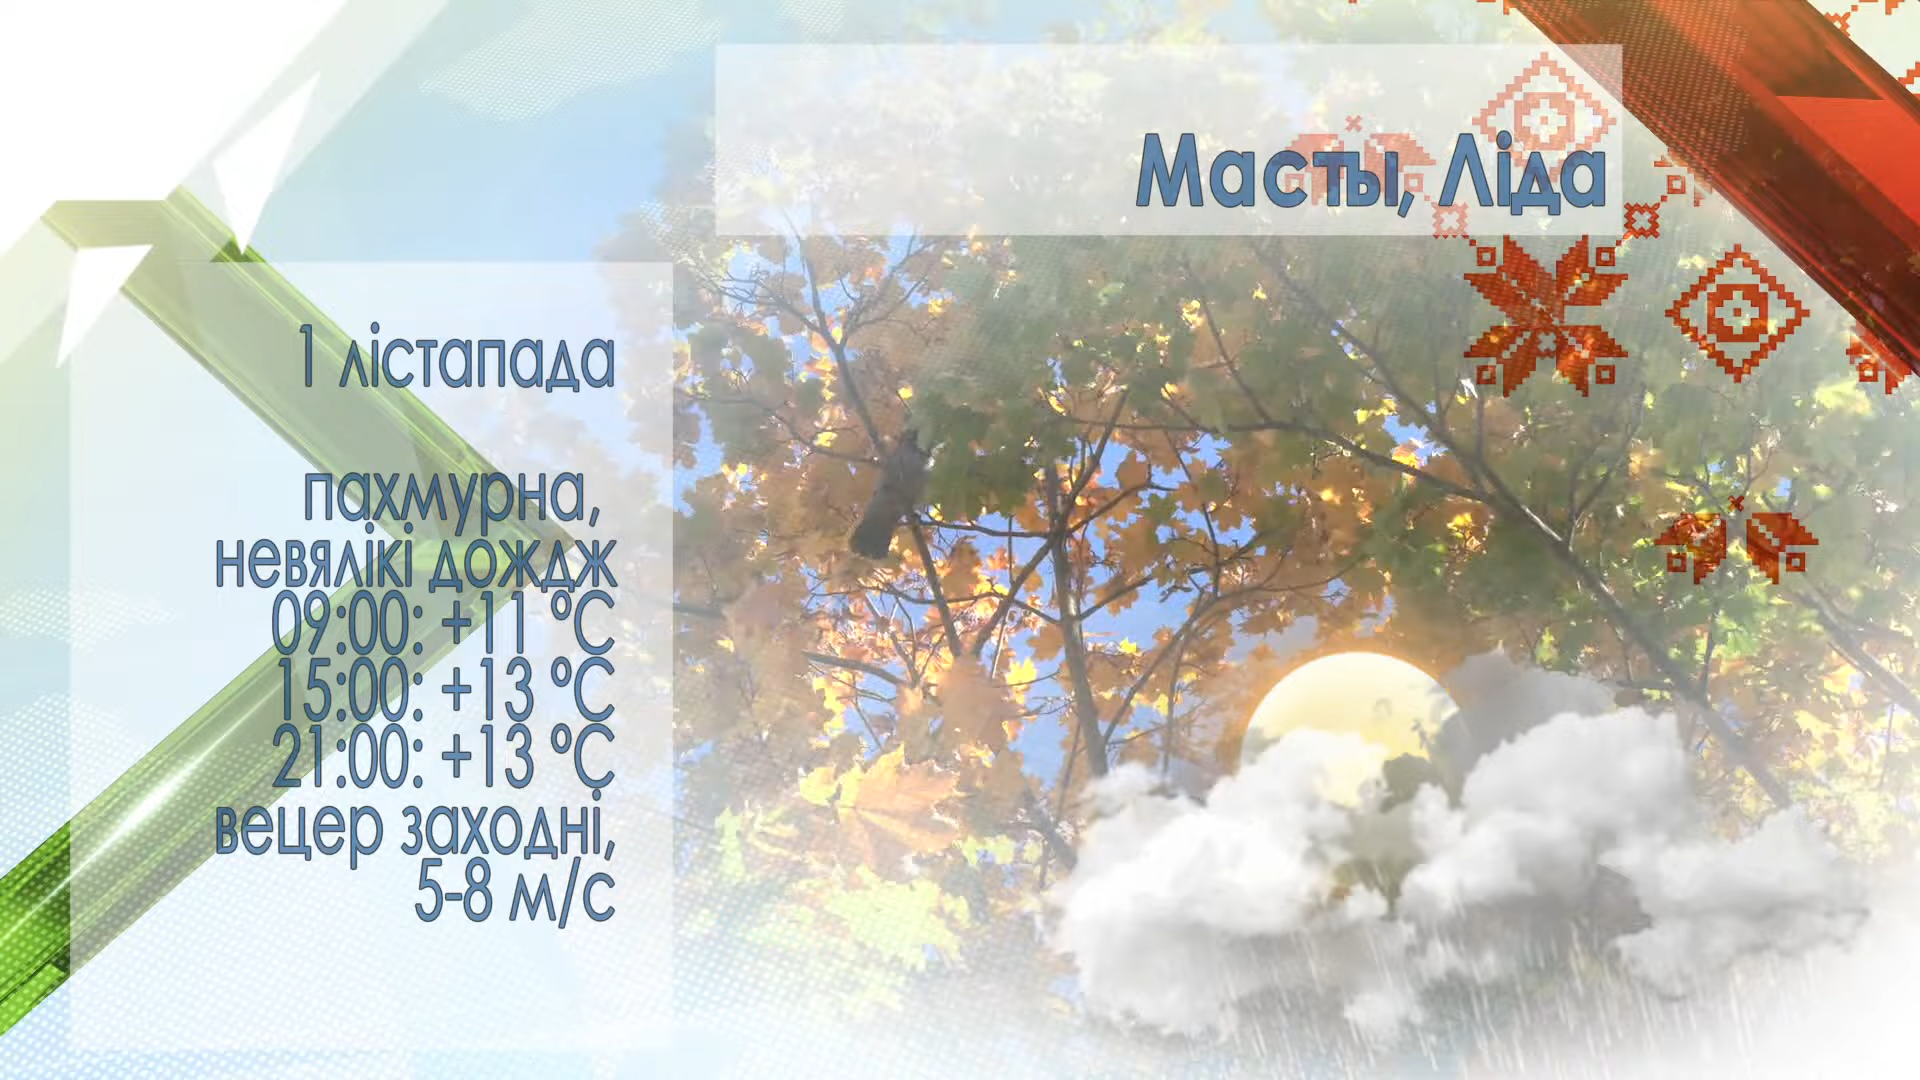 Масты, Ліда
1 лістапада
пахмурна,
невялікі дождж
09:00: +11 °C
15:00: +13 °C
21:00: +13 °C
вецер заходні,
5-8 м/с